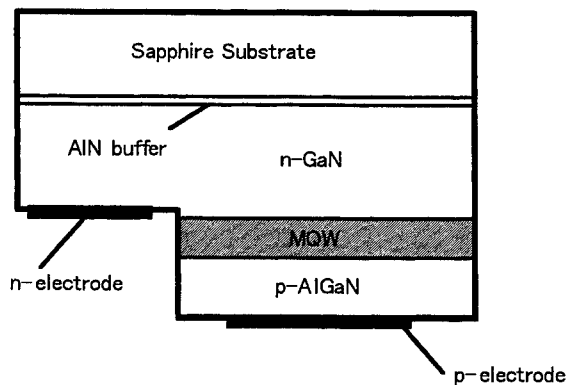 Sapphire Substrate
AlN buffer
n-GaN
MQW
n-electrode
p-AlGaN
p-electrode